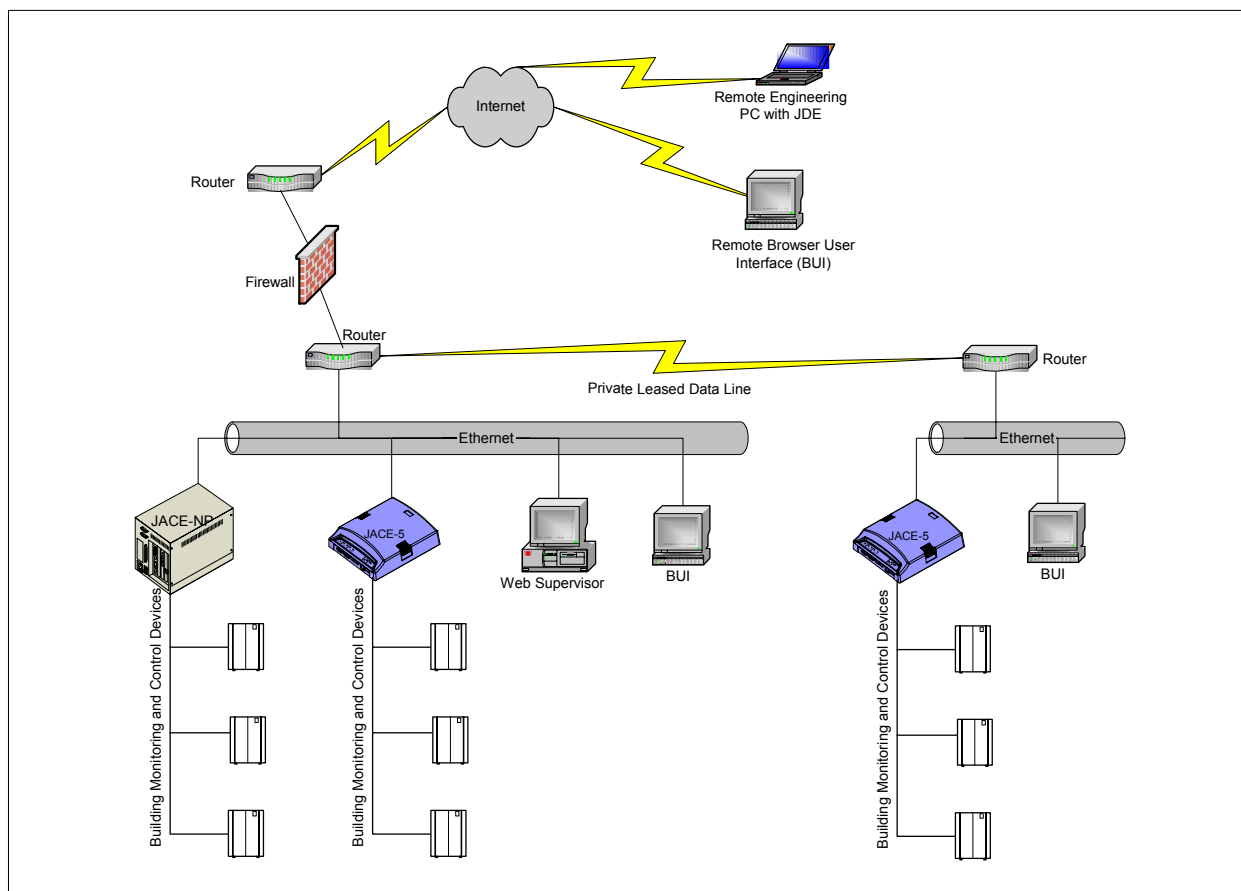 Internet
Remote Engineering
PC with JDE
Router
Remote Browser User
Interface (BUI)
Firewall
Router
Router
Private Leased Data Line
Ethernet
Ethernet
JACE-NP
JACE-5
Web Supervisor
BUI
JACE-5
BUI
Building Monitoring and Control Devices
Building Monitoring and Control Devices
Building Monitoring and Control Devices